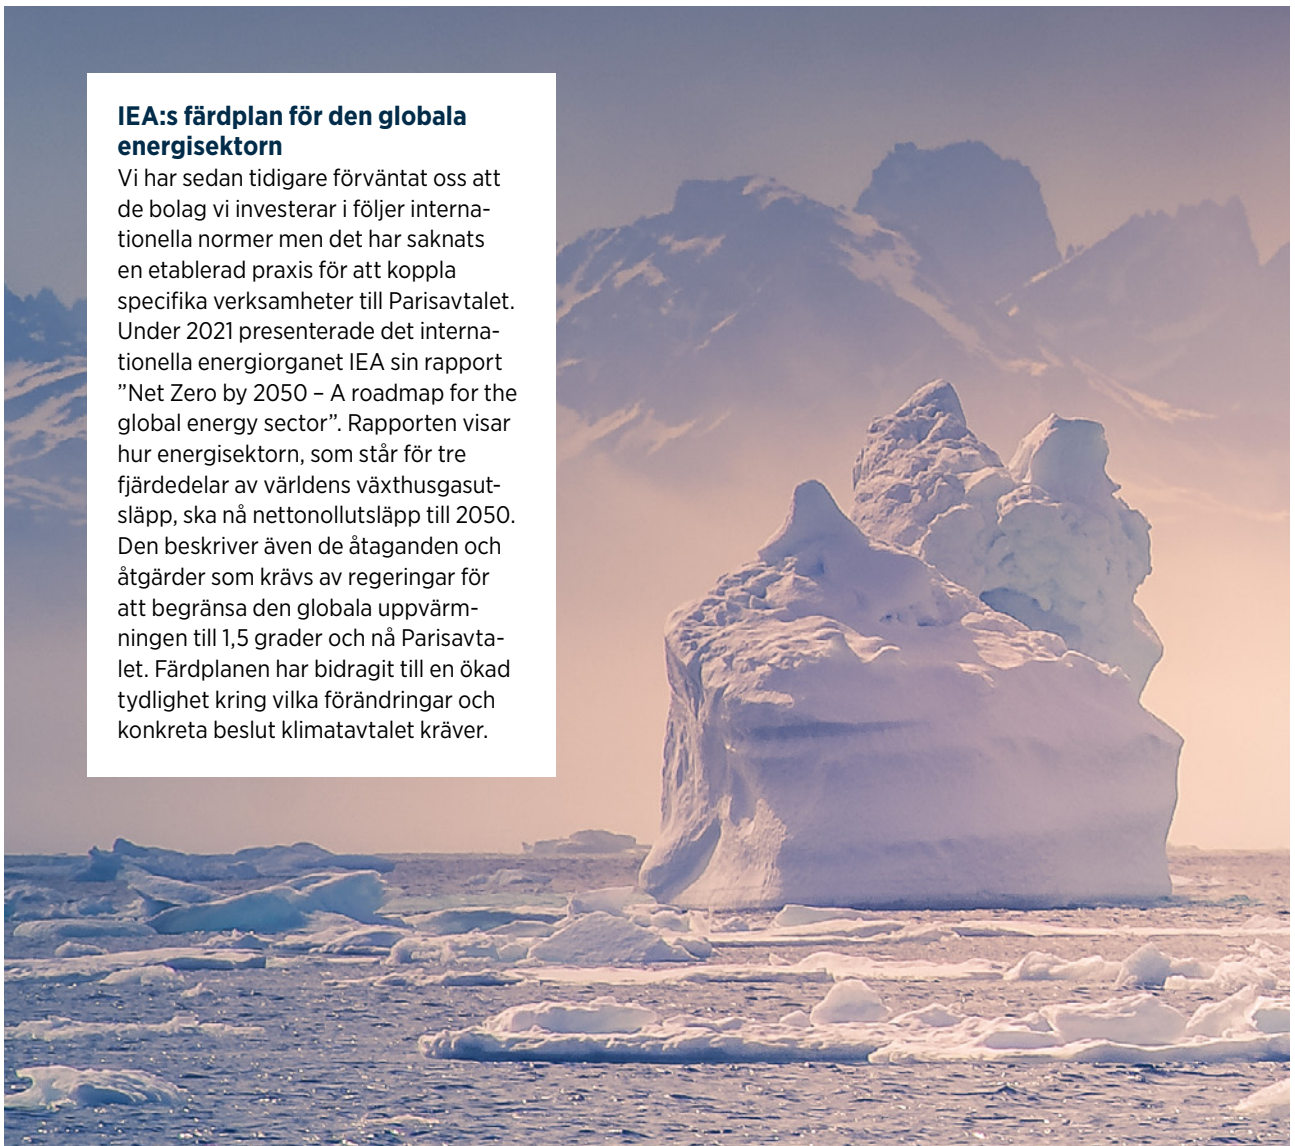 IEA:s färdplan för den globala
energisektorn
Vi har sedan tidigare förväntat oss att
de bolag vi investerar i följer interna-
tionella normer men det har saknats
en etablerad praxis för att koppla
specifika verksamheter till Parisavtalet.
Under 2021 presenterade det interna-
tionella energiorganet IEA sin rapport
”Net Zero by 2050 – A roadmap for the
global energy sector”. Rapporten visar
hur energisektorn, som står för tre
fjärdedelar av världens växthusgasut-
släpp, ska nå nettonollutsläpp till 2050.
Den beskriver även de åtaganden och
åtgärder som krävs av regeringar för
att begränsa den globala uppvärm-
ningen till 1,5 grader och nå Parisavta-
let. Färdplanen har bidragit till en ökad
tydlighet kring vilka förändringar och
konkreta beslut klimatavtalet kräver.